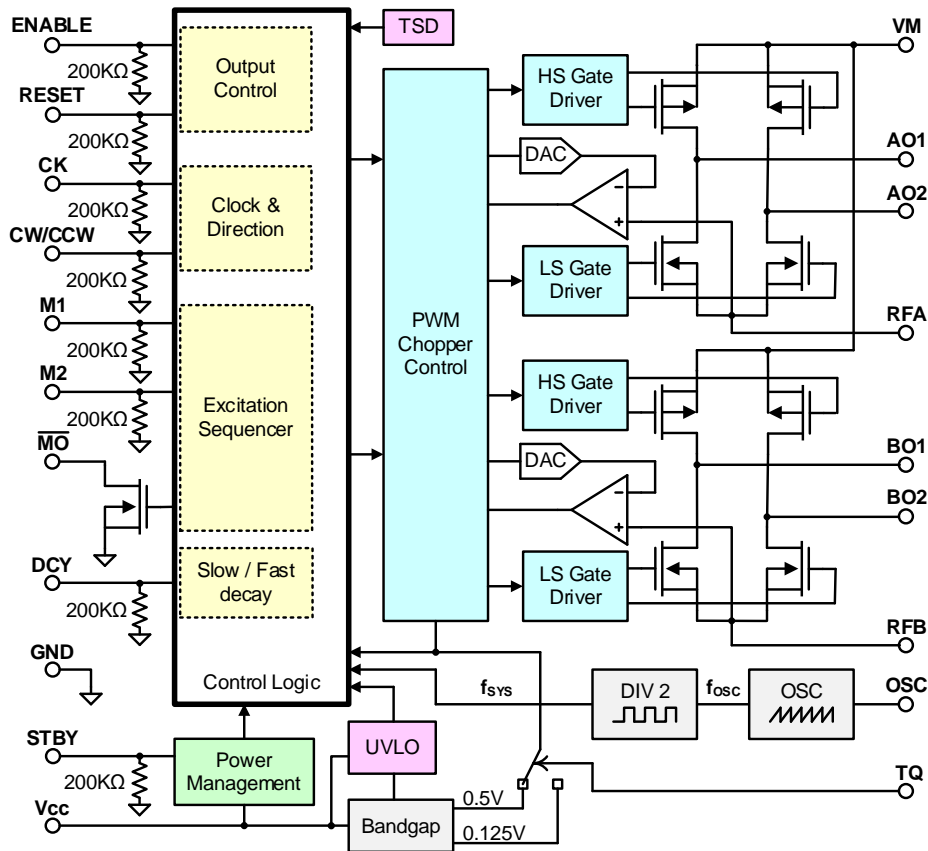 ENABLE
200KΩ
RESET
200KΩ
CK
200KΩ
CW/CCW
200KΩ
M1
200KΩ
M2
200KΩ
MO
DCY
200KΩ
GND
STBY
200KΩ
Vcc
Output
Control
Clock &
Direction
Excitation
Sequencer
Slow / Fast
decay
Control Logic
Power
Management
TSD
UVLO
Bandgap
0.5V
0.125V
PWM
Chopper
Control
HS Gate
Driver
DAC
-
+
LS Gate
Driver
HS Gate
Driver
DAC
-
+
LS Gate
Driver
fSYS
DIV 2
fOSC
OSC
VM
AO1
AO2
RFA
BO1
BO2
RFB
OSC
TQ